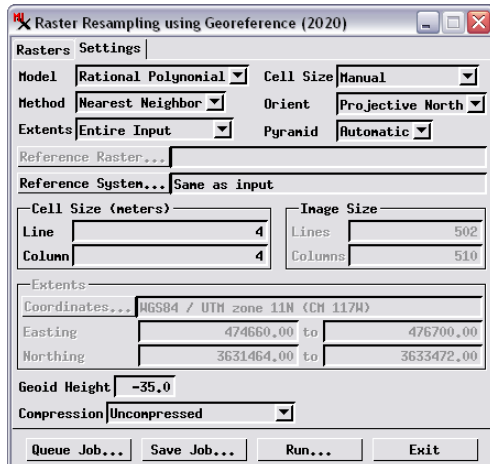 Raster Resampling using Georeference (2020)
Rasters Settings
Model Rational Polynomial Cell Size Manual
Method Nearest Neighbor Orient Projective North
Extents Entire Input Pyramid Automatic
Reference Raster...
Reference System... Same as input
Cell Size (meters) Image Size
Line 4 Lines 502
Column 4 Columns 510
Extents
Coordinates... WGS84 / UTM zone 11N (CM 117W)
Easting 474660.00 to 476700.00
Northing 3631464.00 to 3633472.00
Geoid Height -35.0
Compression Uncompressed
Queue Job... Save Job... Run... Exit